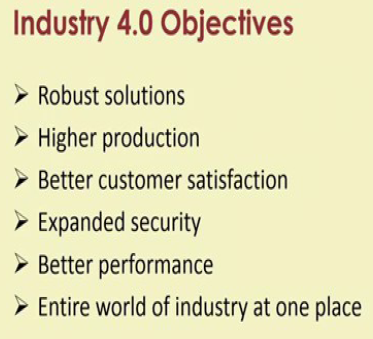 Industry 4.0 Objectives
➢ Robust solutions
➢ Higher production
➢ Better customer satisfaction
➢ Expanded security
➢ Better performance
➢ Entire world of industry at one place